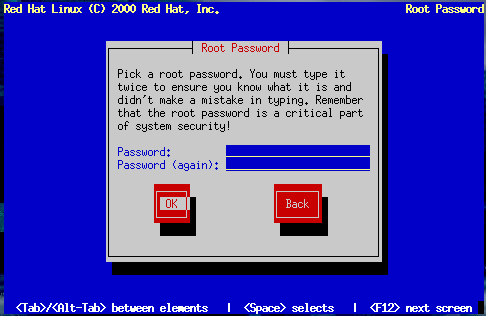 Red Hat Linux (C) 2000 Red Hat, Inc. Root Password
Root Password
Pick a root password. You must type it
twice to ensure you know what it is and
didn't make a mistake in typing. Remember
that the root password is a critical part
of system security!
Password:
Password (again):
OK Back
<Tab>/<Alt-Tab> between elements | <Space> selects | <F12> next screen